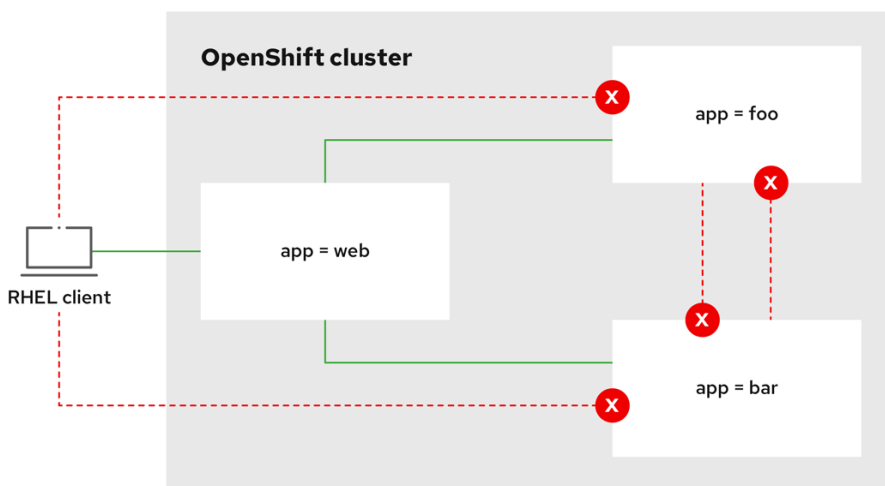 OpenShift cluster
X
app = foo
X
app = web
RHEL client
X
app = bar
X